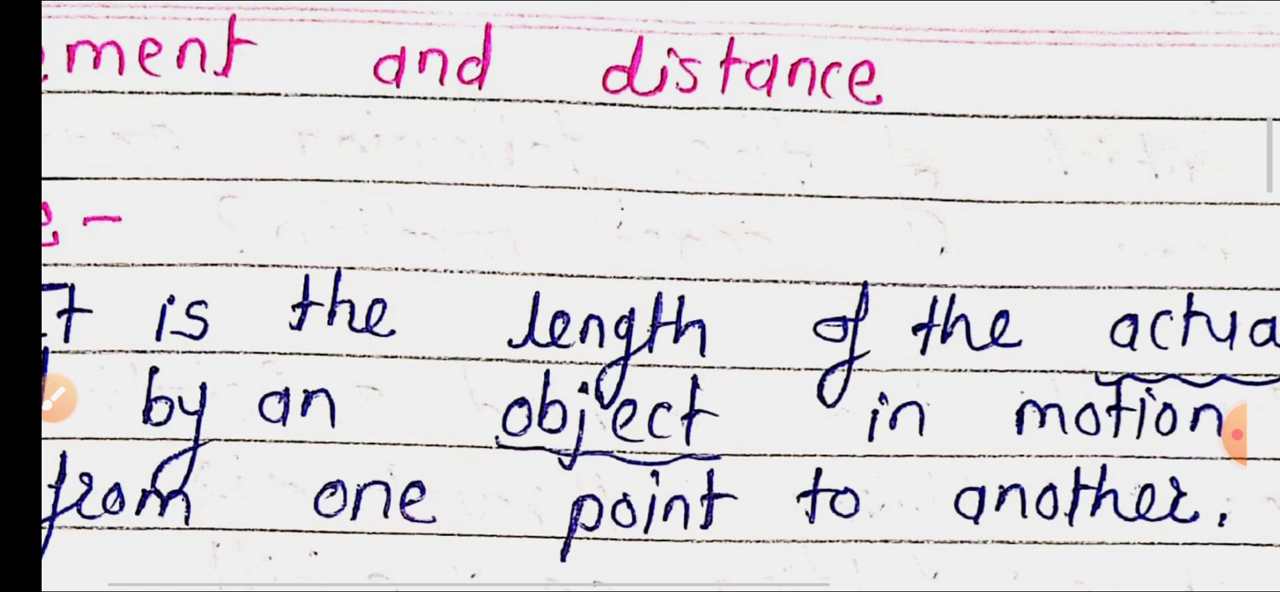 ment and distance
e -
It is the length of the actua
by an object in motion
from one point to another.